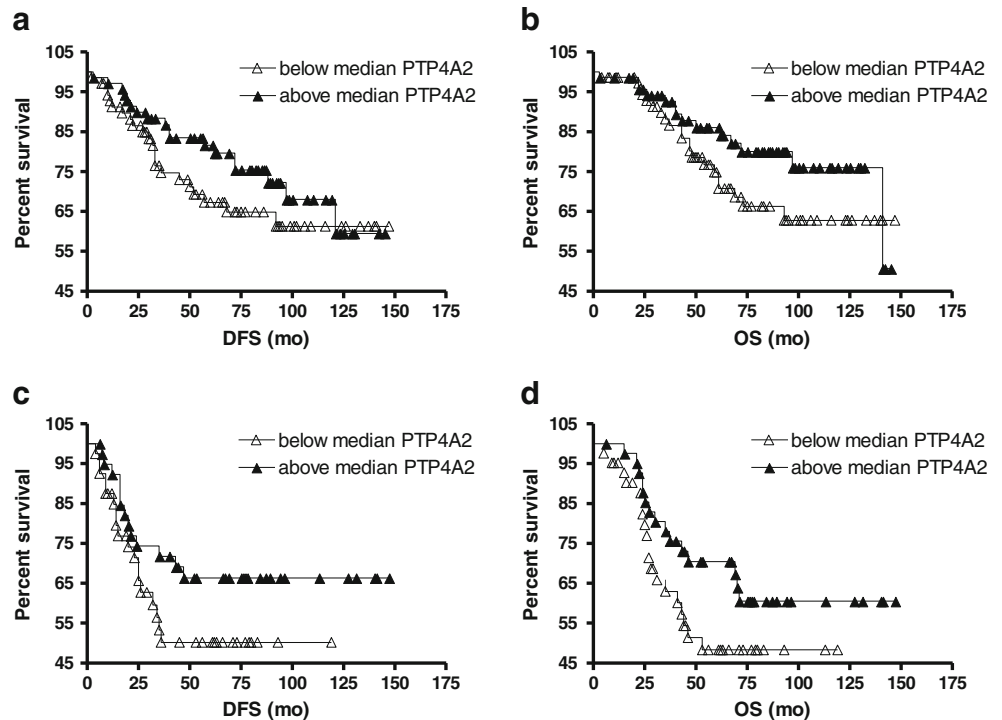 a
105
95
85
75
65
55
45
Percent survival
below median PTP4A2
above median PTP4A2
0 25 50 75 100 125 150 175
DFS (mo)
b
105
95
85
75
65
55
45
Percent survival
below median PTP4A2
above median PTP4A2
0 25 50 75 100 125 150 175
OS (mo)
c
105
95
85
75
65
55
45
Percent survival
below median PTP4A2
above median PTP4A2
0 25 50 75 100 125 150 175
DFS (mo)
d
105
95
85
75
65
55
45
Percent survival
below median PTP4A2
above median PTP4A2
0 25 50 75 100 125 150 175
OS (mo)